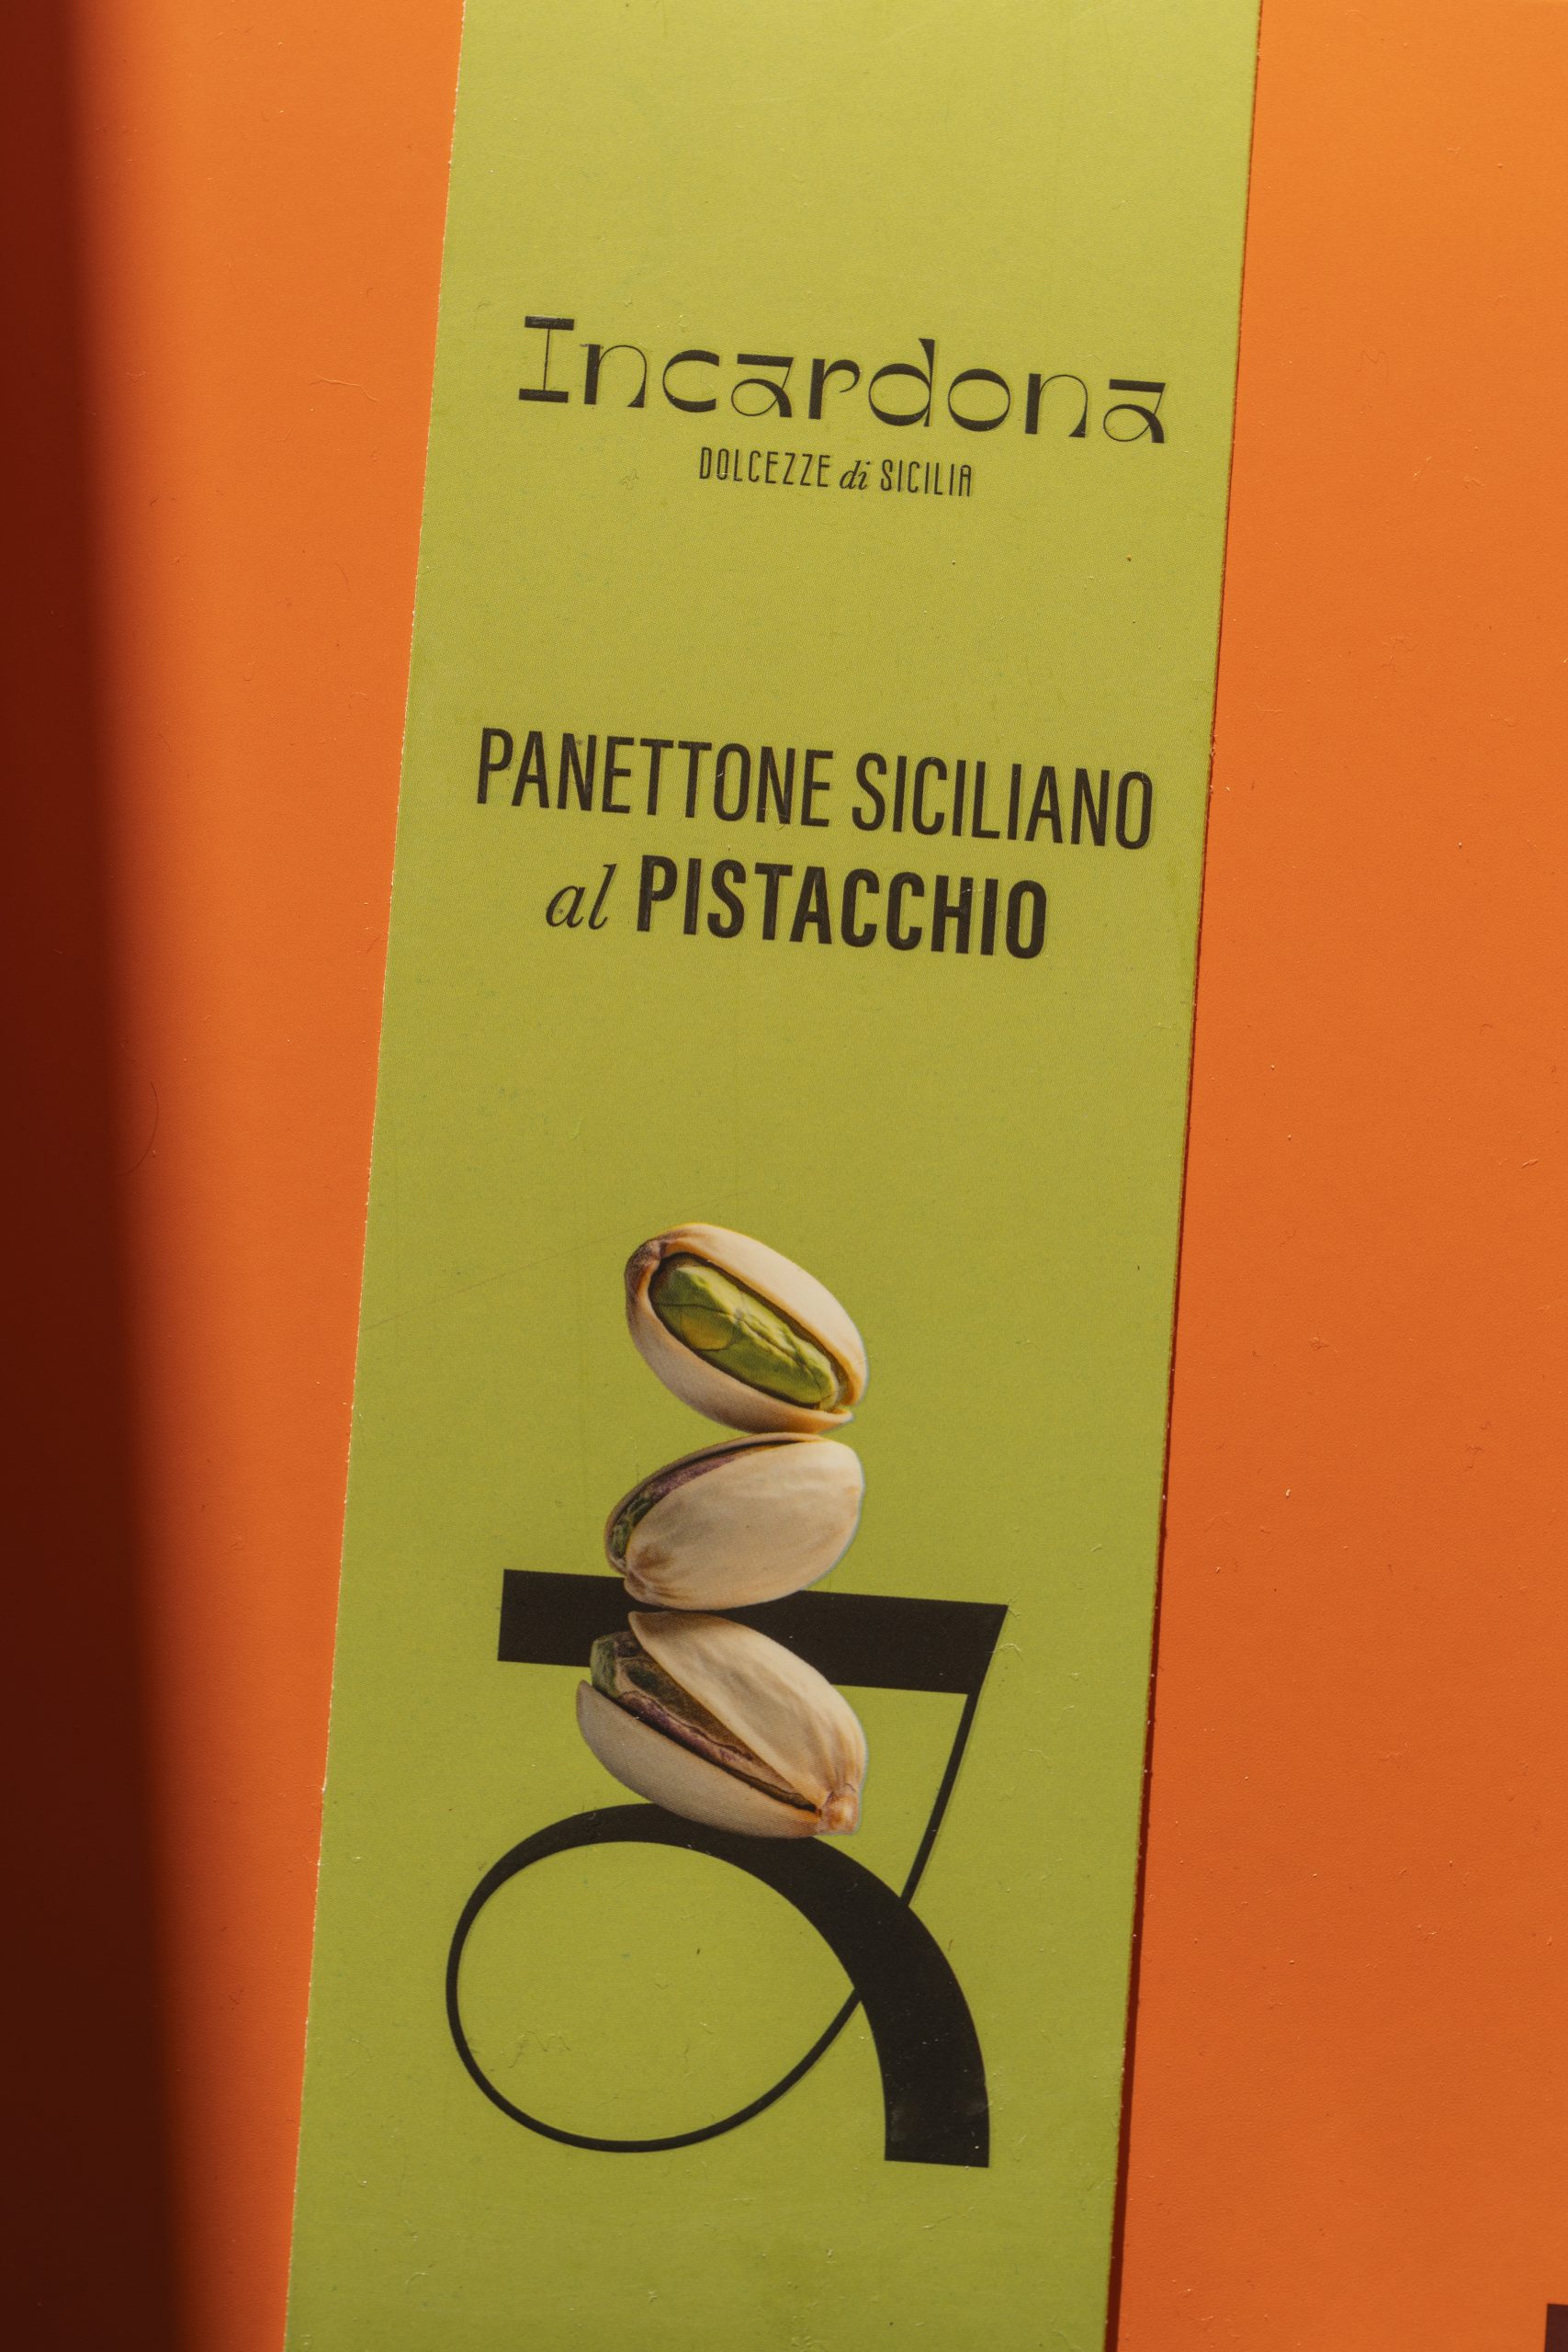 Incardona
DOLCEZZE di SICILIA
PANETTONE SICILIANO
al PISTACCHIO
a